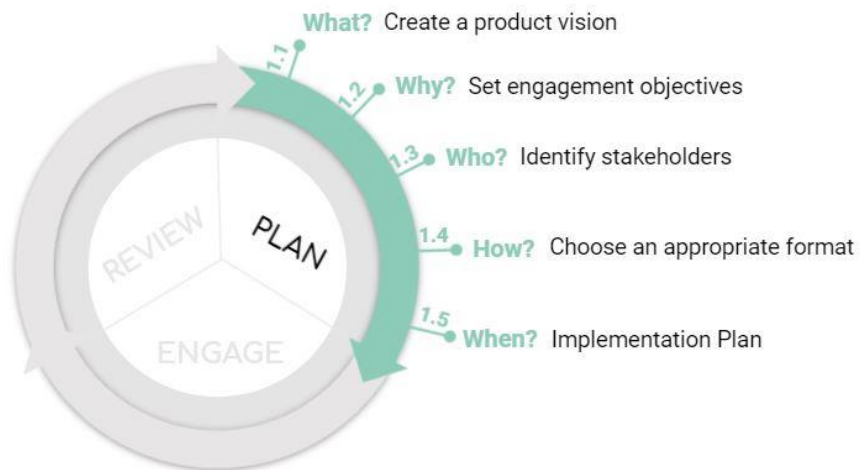 1.1 What? Create a product vision
1.2 Why? Set engagement objectives
1.3 Who? Identify stakeholders
1.4 How? Choose an appropriate format
1.5 When? Implementation Plan
PLAN
REVIEW
ENGAGE